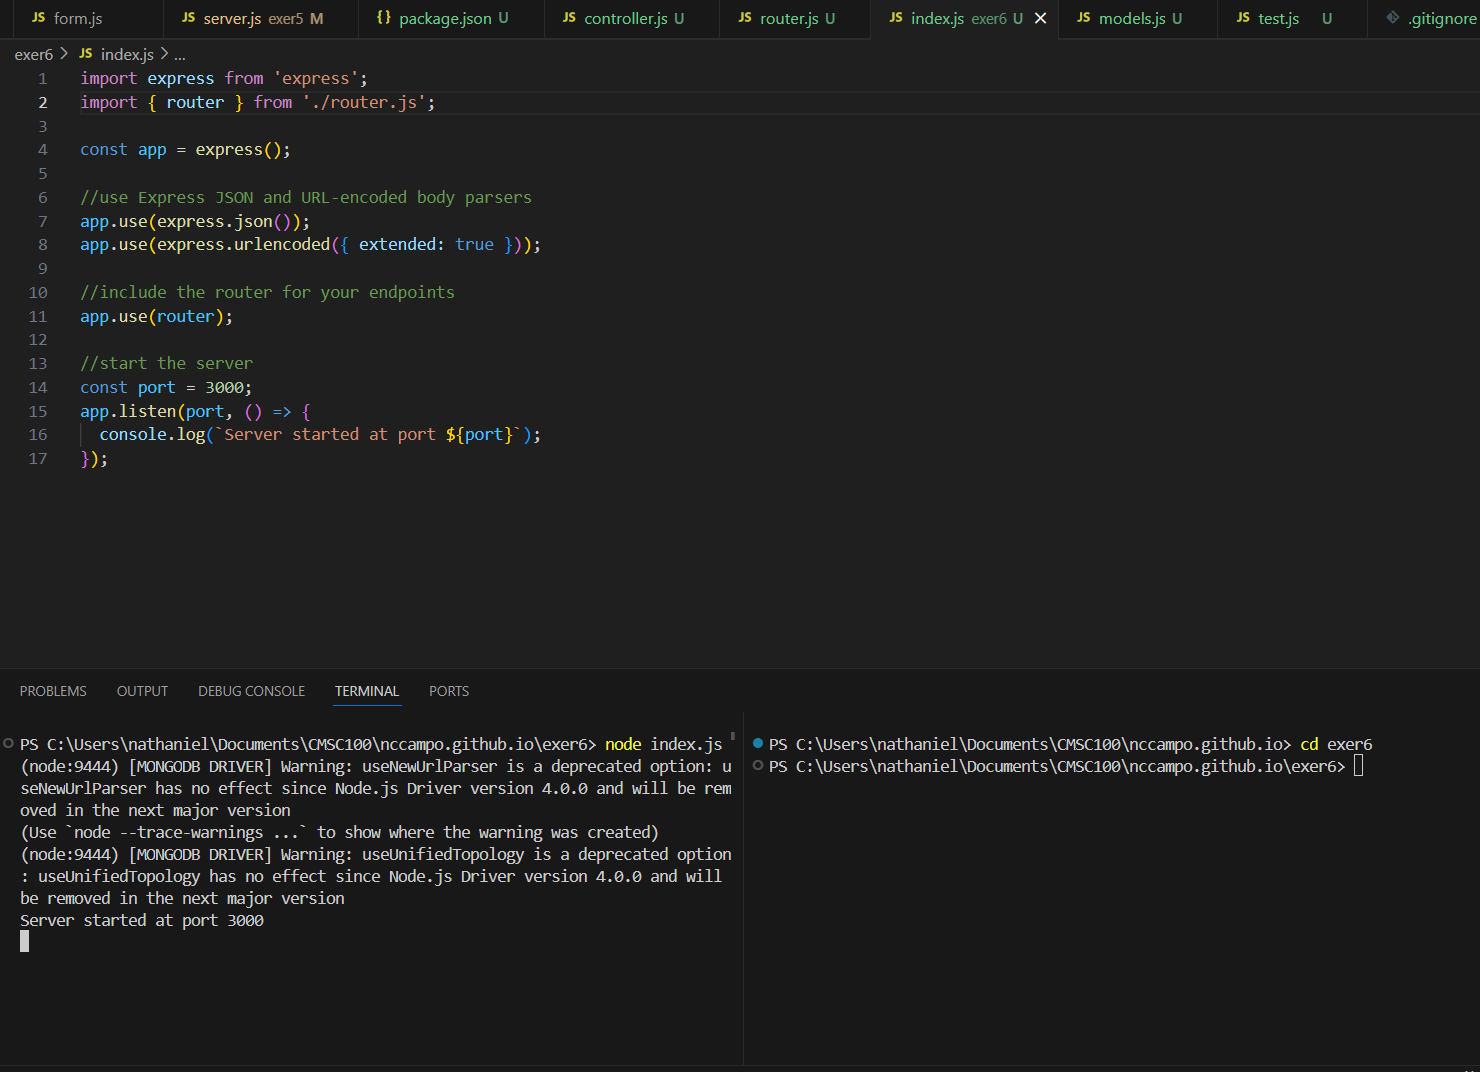 JS form.js JS server.js exer5 M {} package.json U JS controller.js U JS router.js U JS index.js exer6 U JS models.js U JS test.js U .gitignore
exer6 > JS index.js > ...
1 import express from 'express';
2 import { router } from './router.js';
3
4 const app = express();
5
6 //use Express JSON and URL-encoded body parsers
7 app.use(express.json());
8 app.use(express.urlencoded({ extended: true }));
9
10 //include the router for your endpoints
11 app.use(router);
12
13 //start the server
14 const port = 3000;
15 app.listen(port, () => {
16 console.log(`Server started at port ${port}`);
17 });
PROBLEMS OUTPUT DEBUG CONSOLE TERMINAL PORTS
PS C:\Users\nathaniel\Documents\CMSC100\nccampo.github.io\exer6> node index.js
(node:9444) [MONGODB DRIVER] Warning: useNewUrlParser is a deprecated option: u
seNewUrlParser has no effect since Node.js Driver version 4.0.0 and will be rem
oved in the next major version
(Use `node --trace-warnings ...` to show where the warning was created)
(node:9444) [MONGODB DRIVER] Warning: useUnifiedTopology is a deprecated option
: useUnifiedTopology has no effect since Node.js Driver version 4.0.0 and will
be removed in the next major version
Server started at port 3000
PS C:\Users\nathaniel\Documents\CMSC100\nccampo.github.io> cd exer6
PS C:\Users\nathaniel\Documents\CMSC100\nccampo.github.io\exer6>